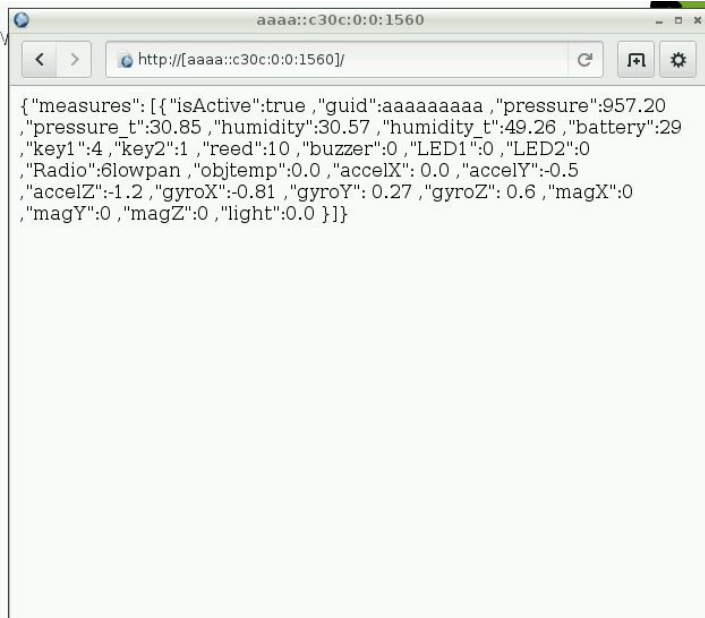 aaaa::c30c:0:0:1560
http://[aaaa::c30c:0:0:1560]/
{"measures": [{"isActive":true ,"guid":aaaaaaaaa ,"pressure":957.20
,"pressure_t":30.85 ,"humidity":30.57 ,"humidity_t":49.26 ,"battery":29
,"key1":4 ,"key2":1 ,"reed":10 ,"buzzer":0 ,"LED1":0 ,"LED2":0
,"Radio":6lowpan ,"objtemp":0.0 ,"accelX": 0.0 ,"accelY":-0.5
,"accelZ":-1.2 ,"gyroX":-0.81 ,"gyroY": 0.27 ,"gyroZ": 0.6 ,"magX":0
,"magY":0 ,"magZ":0 ,"light":0.0 }]}